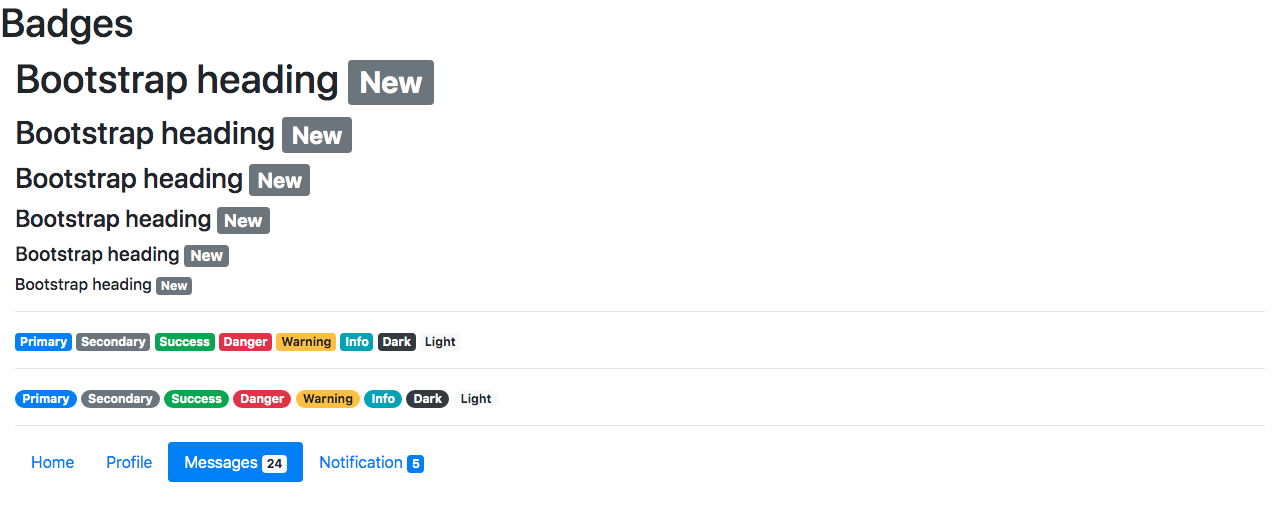 Badges
Bootstrap heading New
Bootstrap heading New
Bootstrap heading New
Bootstrap heading New
Bootstrap heading New
Bootstrap heading New
Primary Secondary Success Danger Warning Info Dark Light
Primary Secondary Success Danger Warning Info Dark Light
Home Profile Messages 24 Notification 5